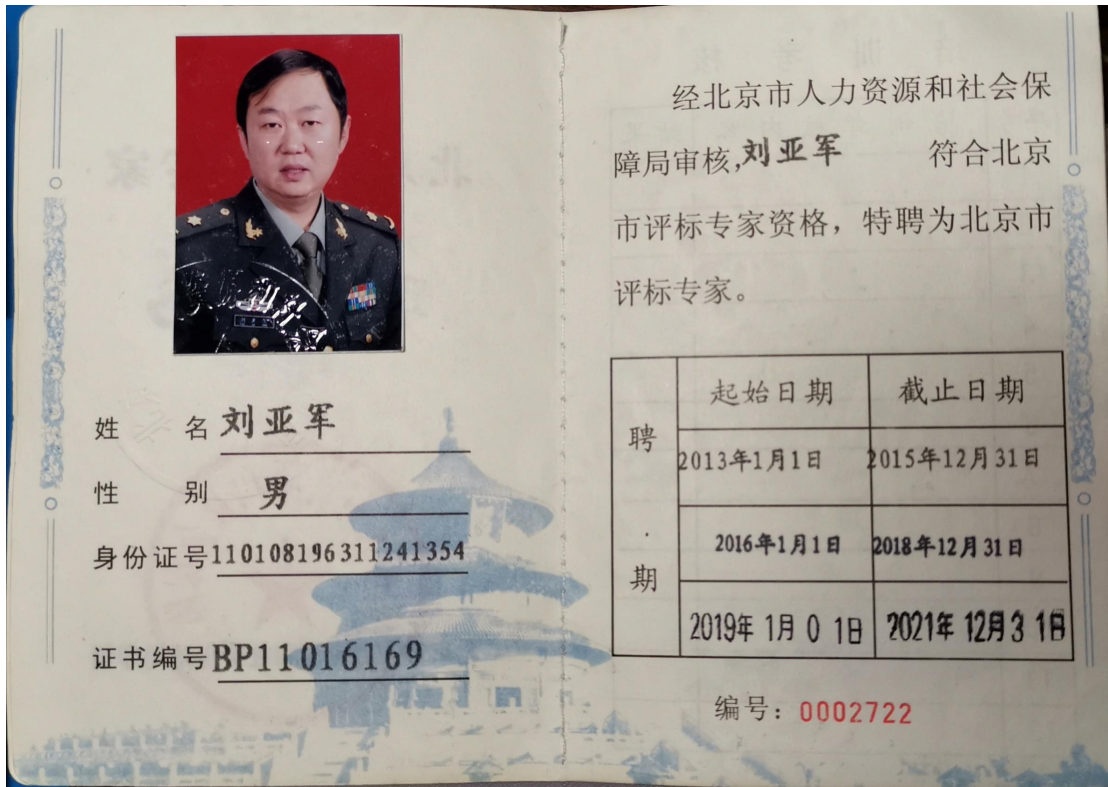 姓 名 刘亚军
性 别 男
身份证号 110108196311241354
证书编号 BP11016169
经北京市人力资源和社会保
障局审核，刘亚军 符合北京
市评标专家资格，特聘为北京市
评标专家。
聘期
起始日期 截止日期
2013年1月1日 2015年12月31日
2016年1月1日 2018年12月31日
2019年1月01日 2021年12月31日
编号：0002722